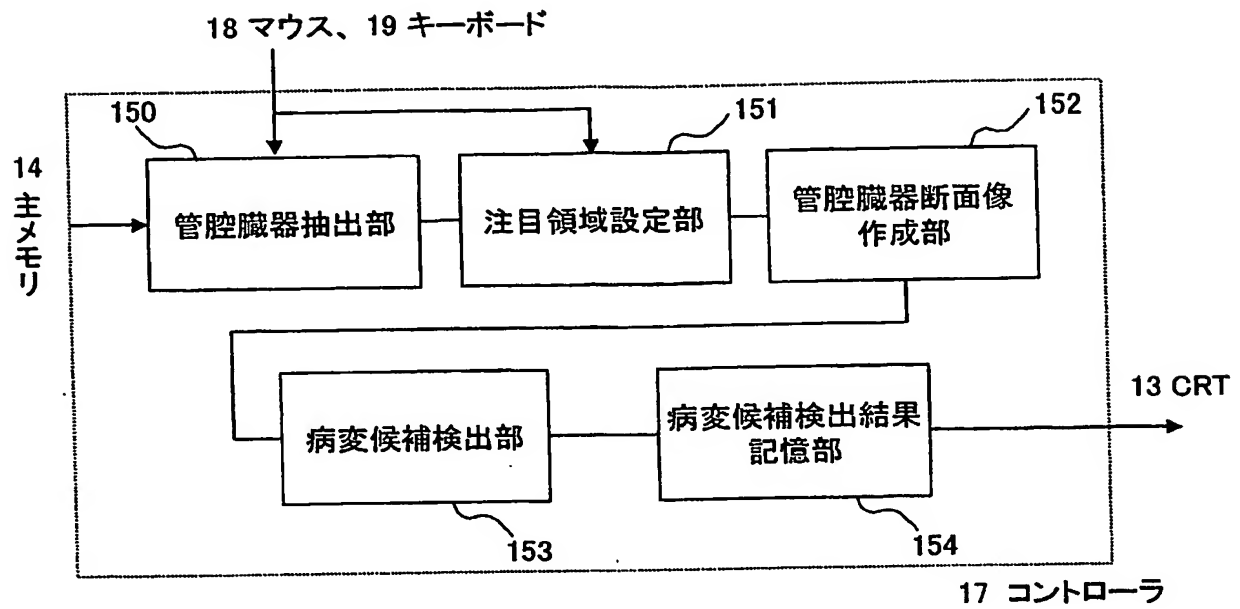 18 マウス、19 キーボード
150
151
152
14
主メモリ
管腔臓器抽出部
注目領域設定部
管腔臓器断面像
作成部
13 CRT
病変候補検出部
病変候補検出結果
記憶部
153
154
17 コントローラ